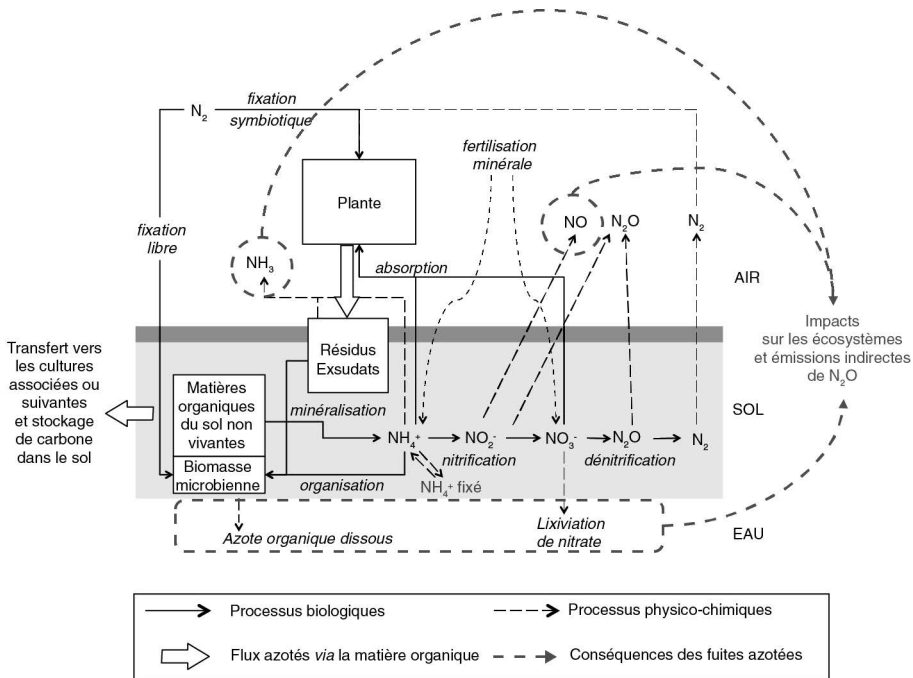 N₂
fixation
symbiotique
fertilisation
minérale
Plante
fixation
libre
NH₃
NO
N₂O
N₂
absorption
AIR
Impacts
sur les écosystèmes
et émissions indirectes
de N₂O
Transfert vers
les cultures
associées ou
suivantes
et stockage
de carbone
dans le sol
Résidus
Exsudats
Matières
organiques
du sol non
vivantes
Biomasse
microbienne
minéralisation
SOL
NH₄⁺
NO₂⁻
NO₃⁻
N₂O
N₂
nitrification
dénitrification
organisation
NH₄⁺ fixé
Azote organique dissous
Lixiviation
de nitrate
EAU
Processus biologiques
Processus physico-chimiques
Flux azotés via la matière organique
Conséquences des fuites azotées